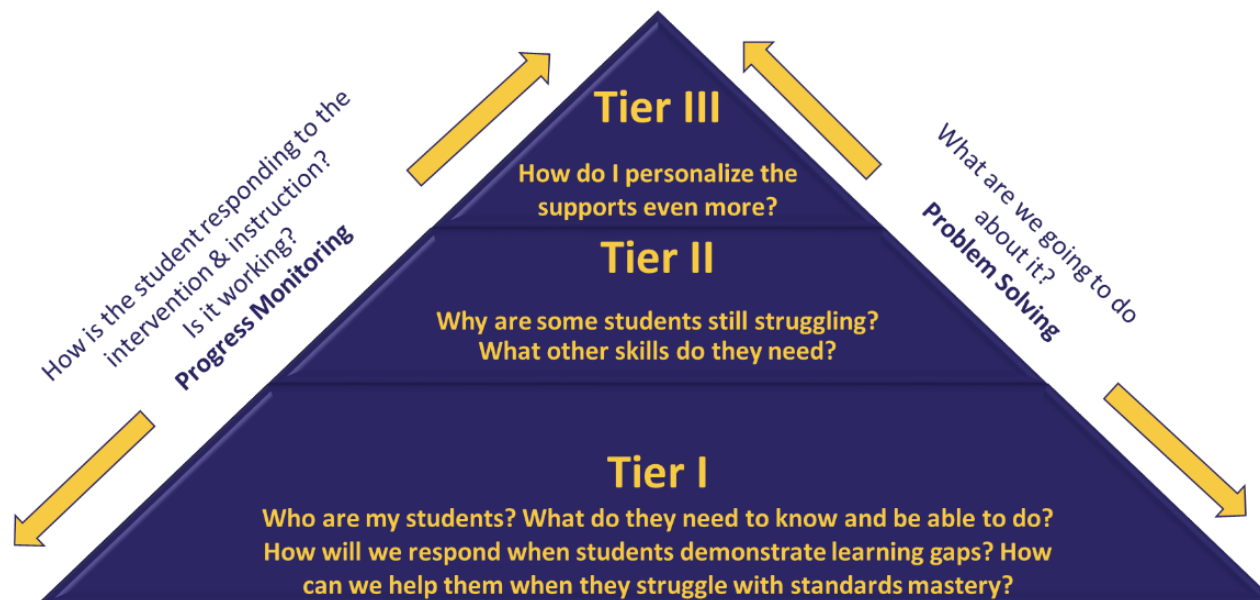 Tier III
How do I personalize the
supports even more?
Tier II
Why are some students still struggling?
What other skills do they need?
Tier I
Who are my students? What do they need to know and be able to do?
How will we respond when students demonstrate learning gaps? How
can we help them when they struggle with standards mastery?
How is the student responding to the
intervention & instruction?
Is it working?
Progress Monitoring
What are we going to do
about it?
Problem Solving